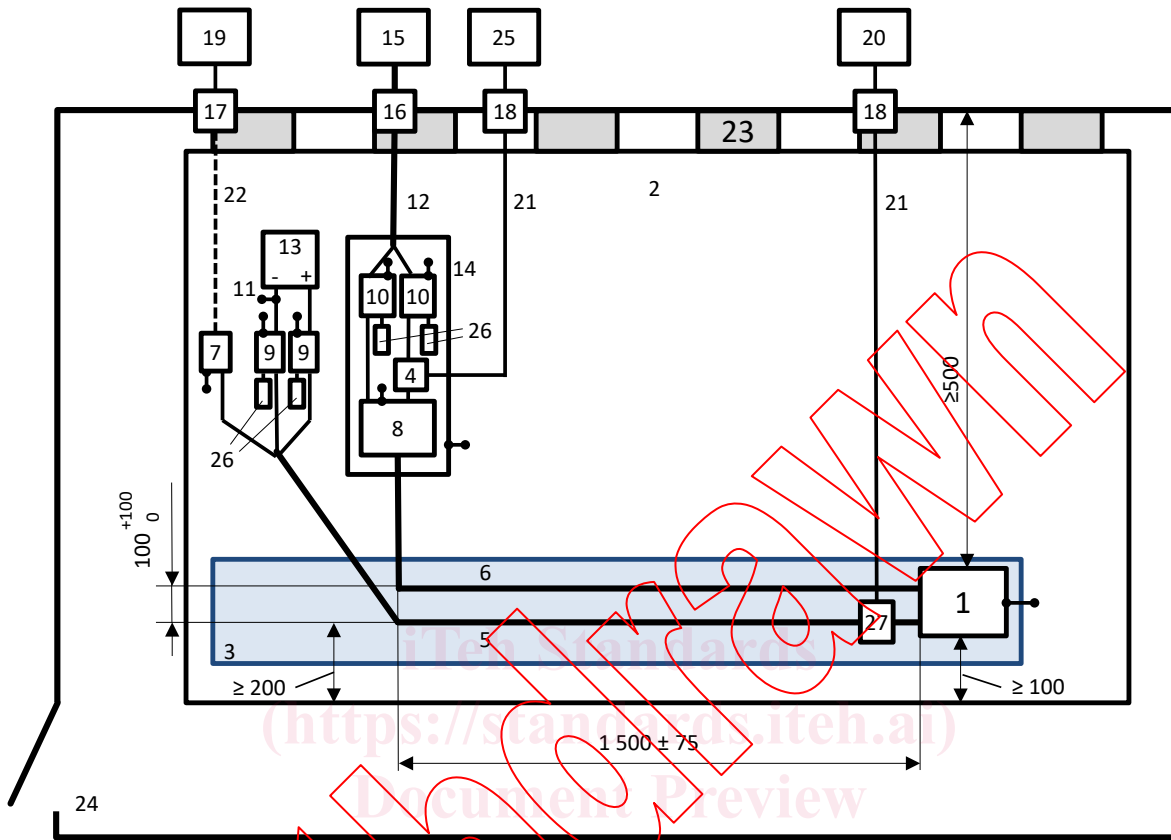 19 15 25 20
17 16 18 18
23
22 12 21 2 21
13
- +
11 14
10 10
26
7 9 9
4
≥500
8
26
100 +100 0
6
1
27
5
3
iTeh Standards
≥ 200
≥ 100
(https://standards.iteh.ai)
1 500 ± 75
Document Preview
24